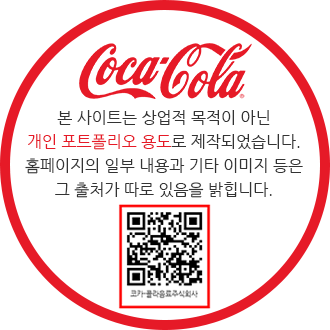 Coca-Cola
본 사이트는 상업적 목적이 아닌
개인 포트폴리오 용도로 제작되었습니다.
홈페이지의 일부 내용과 기타 이미지 등은
그 출처가 따로 있음을 밝힙니다.
코카-콜라음료주식회사